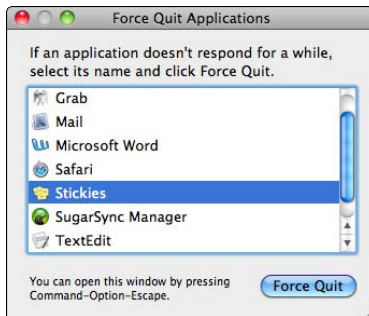 Force Quit Applications
If an application doesn't respond for a while,
select its name and click Force Quit.
Grab
Mail
Microsoft Word
Safari
Stickies
SugarSync Manager
TextEdit
You can open this window by pressing
Command-Option-Escape.
Force Quit